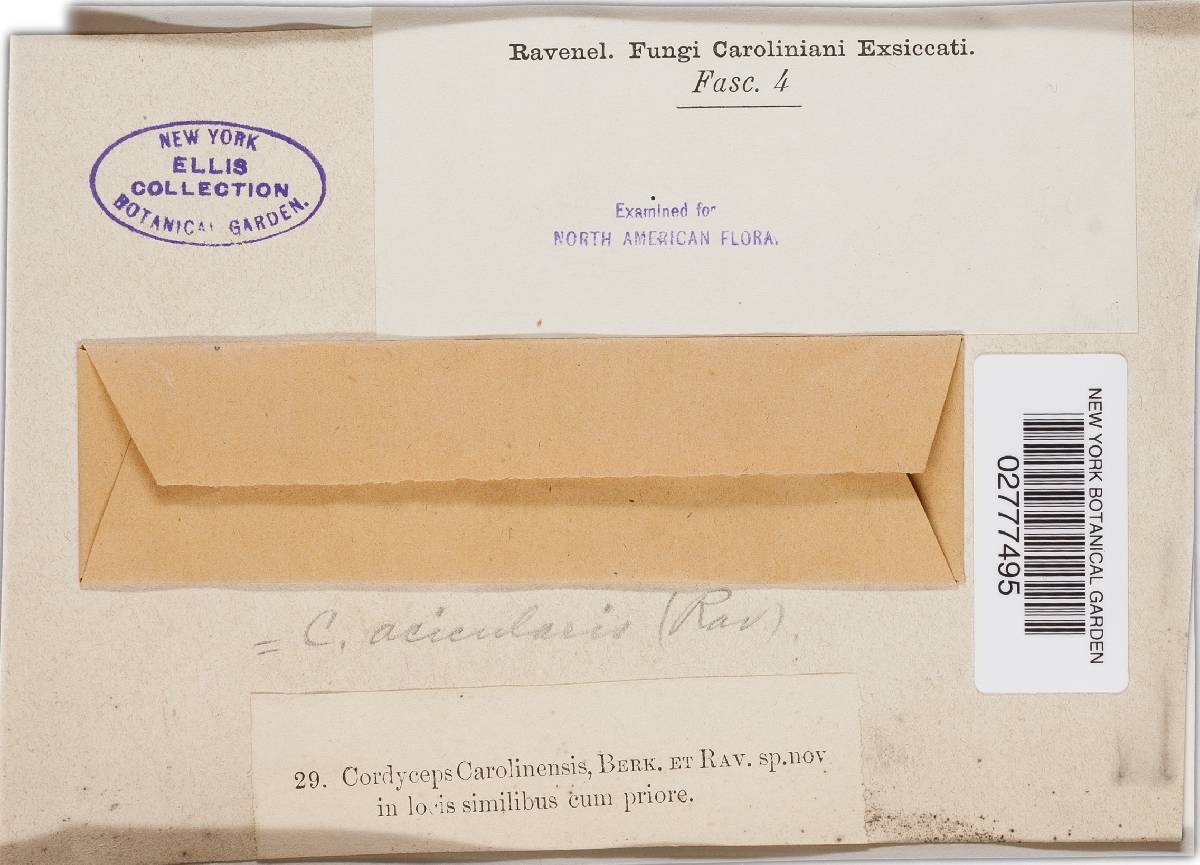 Ravenel. Fungi Caroliniani Exsiccati.
Fasc. 4
NEW YORK
ELLIS
COLLECTION
BOTANICAL GARDEN.
Examined for
NORTH AMERICAN FLORA.
NEW YORK BOTANICAL GARDEN
02777495
= C. acicularis (Rav).
29. Cordyceps Carolinensis, BERK. ET RAV. sp.nov
in locis similibus cum priore.